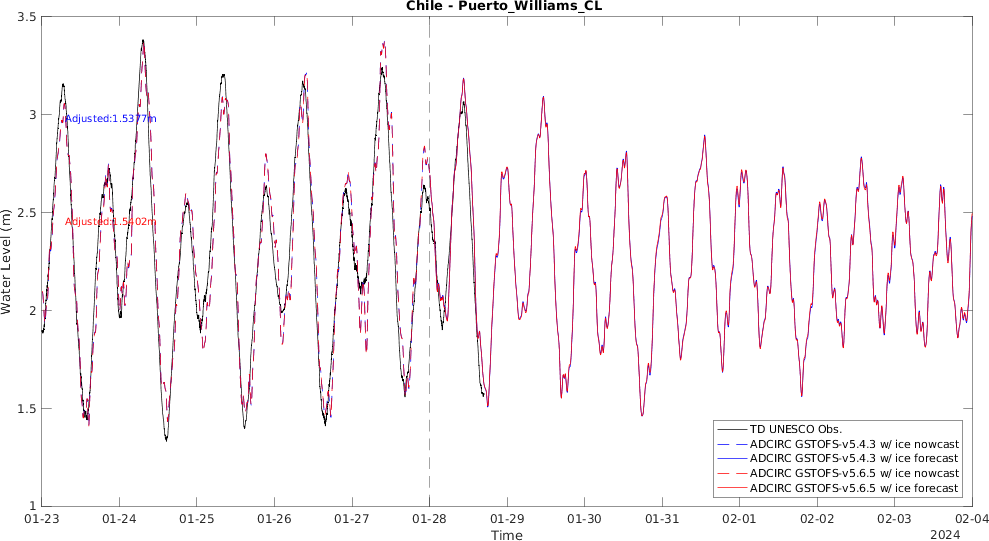 Chile - Puerto_Williams_CL
3.5
3
2.5
2
1.5
1
Water Level (m)
Adjusted:1.5377m
Adjusted:1.5402m
TD UNESCO Obs.
ADCIRC GSTOFS-v5.4.3 w/ ice nowcast
ADCIRC GSTOFS-v5.4.3 w/ ice forecast
ADCIRC GSTOFS-v5.6.5 w/ ice nowcast
ADCIRC GSTOFS-v5.6.5 w/ ice forecast
01-23 01-24 01-25 01-26 01-27 01-28 01-29 01-30 01-31 02-01 02-02 02-03 02-04
Time
2024